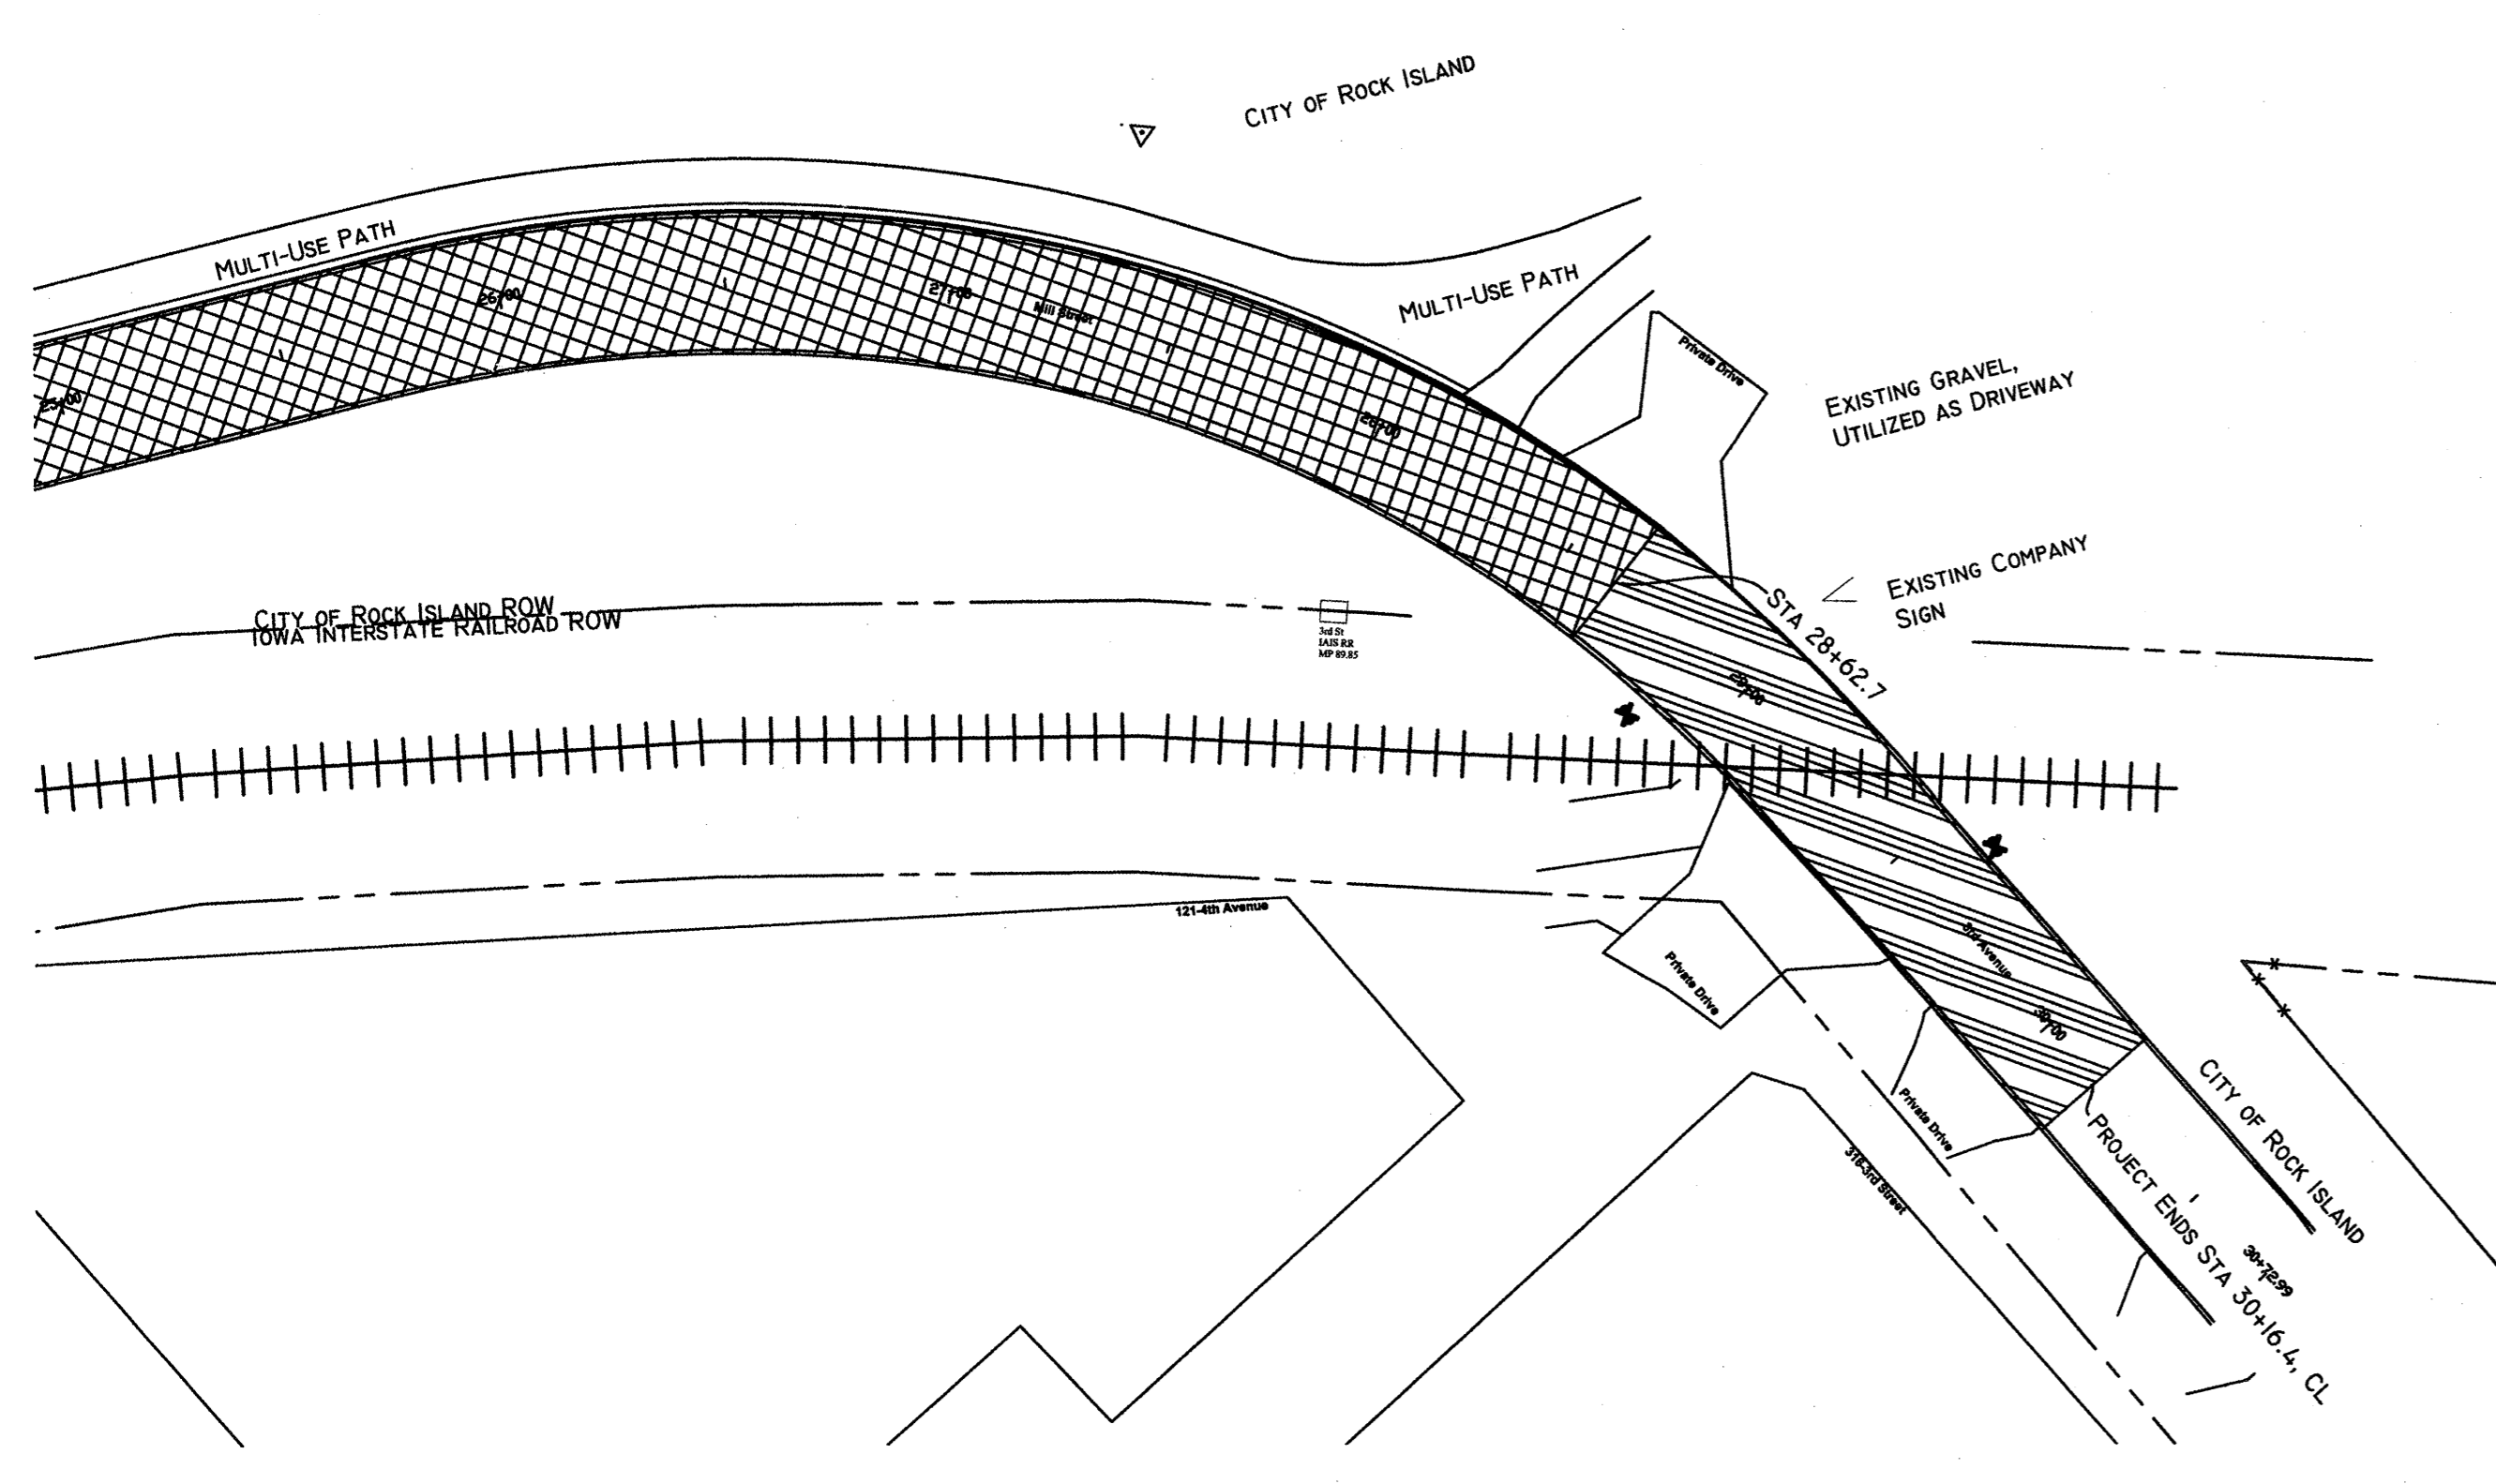 CITY OF ROCK ISLAND
MULTI-USE PATH
26+00
27+00
Mill Street
MULTI-USE PATH
Private Drive
EXISTING GRAVEL,
UTILIZED AS DRIVEWAY
25+00
28+00
EXISTING COMPANY
SIGN
STA 28+62.7
CITY OF ROCK ISLAND ROW
IOWA INTERSTATE RAILROAD ROW
3rd St
IAIS RR
MP 89.85
29+00
121-4th Avenue
3rd Avenue
Private Drive
30+00
Private Drive
316-3rd Street
CITY OF ROCK ISLAND
PROJECT ENDS STA 30+16.4, CL
30+72.99